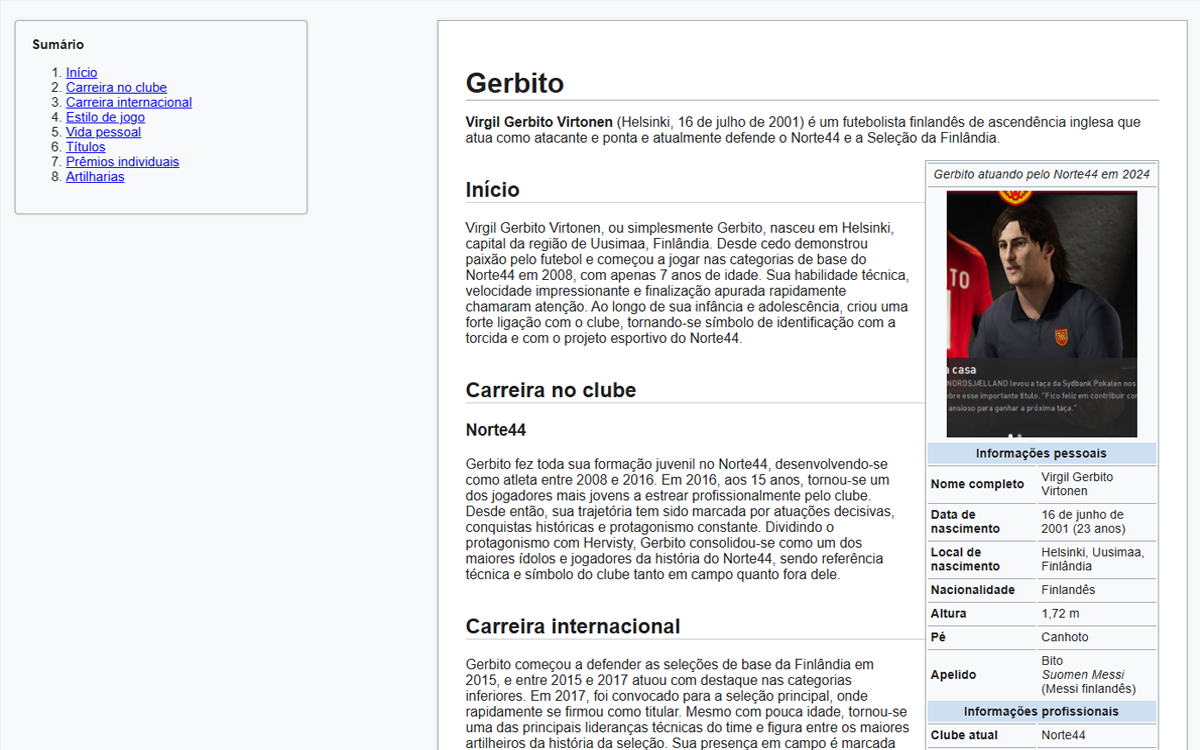 Sumário
1. Início
2. Carreira no clube
3. Carreira internacional
4. Estilo de jogo
5. Vida pessoal
6. Títulos
7. Prêmios individuais
8. Artilharias
Gerbito
Virgil Gerbito Virtonen (Helsinki, 16 de julho de 2001) é um futebolista finlandês de ascendência inglesa que
atua como atacante e ponta e atualmente defende o Norte44 e a Seleção da Finlândia.
Início
Virgil Gerbito Virtonen, ou simplesmente Gerbito, nasceu em Helsinki,
capital da região de Uusimaa, Finlândia. Desde cedo demonstrou
paixão pelo futebol e começou a jogar nas categorias de base do
Norte44 em 2008, com apenas 7 anos de idade. Sua habilidade técnica,
velocidade impressionante e finalização apurada rapidamente
chamaram atenção. Ao longo de sua infância e adolescência, criou uma
forte ligação com o clube, tornando-se símbolo de identificação com a
torcida e com o projeto esportivo do Norte44.
Carreira no clube
Norte44
Gerbito fez toda sua formação juvenil no Norte44, desenvolvendo-se
como atleta entre 2008 e 2016. Em 2016, aos 15 anos, tornou-se um
dos jogadores mais jovens a estrear profissionalmente pelo clube.
Desde então, sua trajetória tem sido marcada por atuações decisivas,
conquistas históricas e protagonismo constante. Dividindo o
protagonismo com Hervisty, Gerbito consolidou-se como um dos
maiores ídolos e jogadores da história do Norte44, sendo referência
técnica e símbolo do clube tanto em campo quanto fora dele.
Carreira internacional
Gerbito começou a defender as seleções de base da Finlândia em
2015, e entre 2015 e 2017 atuou com destaque nas categorias
inferiores. Em 2017, foi convocado para a seleção principal, onde
rapidamente se firmou como titular. Mesmo com pouca idade, tornou-se
uma das principais lideranças técnicas do time e figura entre os maiores
artilheiros da história da seleção. Sua presença em campo é marcada
Gerbito atuando pelo Norte44 em 2024
TO
a casa
NORDSJÆLLAND levou a taça da Sydbank Pokalen nos
obre esse importante título. "Fico feliz em contribuir con
ansioso para ganhar a próxima taça."
Informações pessoais
Nome completo Virgil Gerbito
Virtonen
Data de
nascimento 16 de junho de
2001 (23 anos)
Local de
nascimento Helsinki, Uusimaa,
Finlândia
Nacionalidade Finlandês
Altura 1,72 m
Pé Canhoto
Apelido Bito
Suomen Messi
(Messi finlandês)
Informações profissionais
Clube atual Norte44